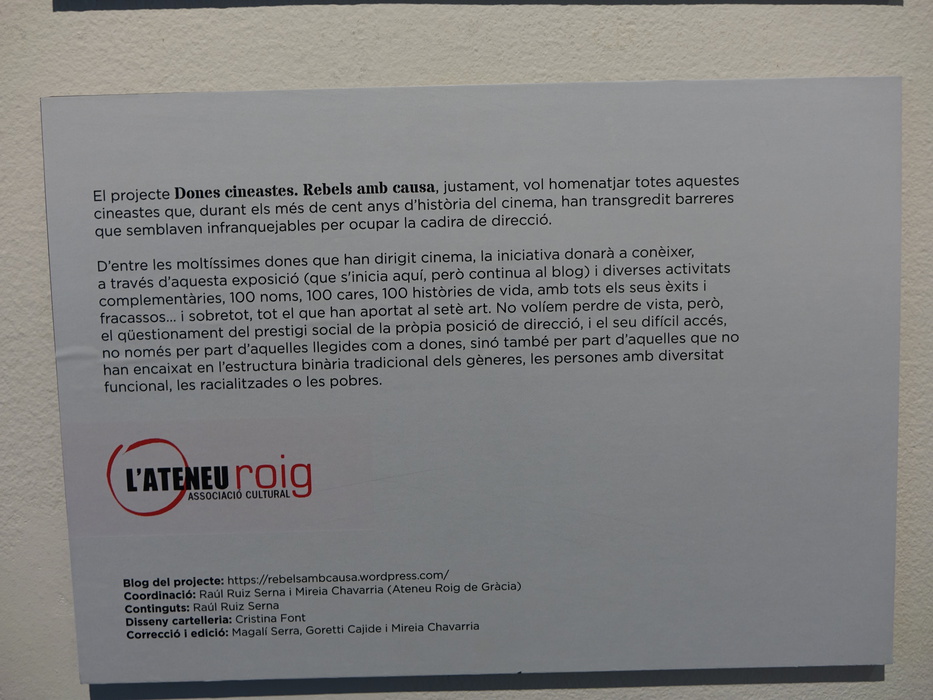 El projecte Dones cineastes. Rebels amb causa, justament, vol homenatjar totes aquestes
cineastes que, durant els més de cent anys d'història del cinema, han transgredit barreres
que semblaven infranquejables per ocupar la cadira de direcció.
D'entre les moltíssimes dones que han dirigit cinema, la iniciativa donarà a conèixer,
a través d'aquesta exposició (que s'inicia aquí, però continua al blog) i diverses activitats
complementàries, 100 noms, 100 cares, 100 històries de vida, amb tots els seus èxits i
fracassos... i sobretot, tot el que han aportat al setè art. No volíem perdre de vista, però,
el qüestionament del prestigi social de la pròpia posició de direcció, i el seu difícil accés,
no només per part d'aquelles llegides com a dones, sinó també per part d'aquelles que no
han encaixat en l'estructura binària tradicional dels gèneres, les persones amb diversitat
funcional, les racialitzades o les pobres.
L'ATENEU roig
ASSOCIACIÓ CULTURAL
Blog del projecte: https://rebelsambcausa.wordpress.com/
Coordinació: Raúl Ruiz Serna i Mireia Chavarria (Ateneu Roig de Gràcia)
Continguts: Raúl Ruiz Serna
Disseny cartelleria: Cristina Font
Correcció i edició: Magalí Serra, Goretti Cajide i Mireia Chavarria